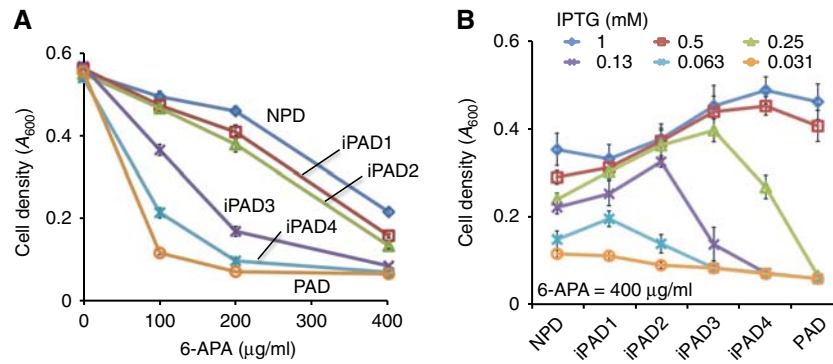 A
0.6
0.4
0.2
0
Cell density (A600)
0
100
200
300
400
6-APA (μg/ml)
NPD
iPAD1
iPAD2
iPAD3
iPAD4
PAD
B
IPTG (mM)
1
0.5
0.25
0.13
0.063
0.031
0.6
0.4
0.2
0
Cell density (A600)
6-APA = 400 μg/ml
NPD
iPAD1
iPAD2
iPAD3
iPAD4
PAD